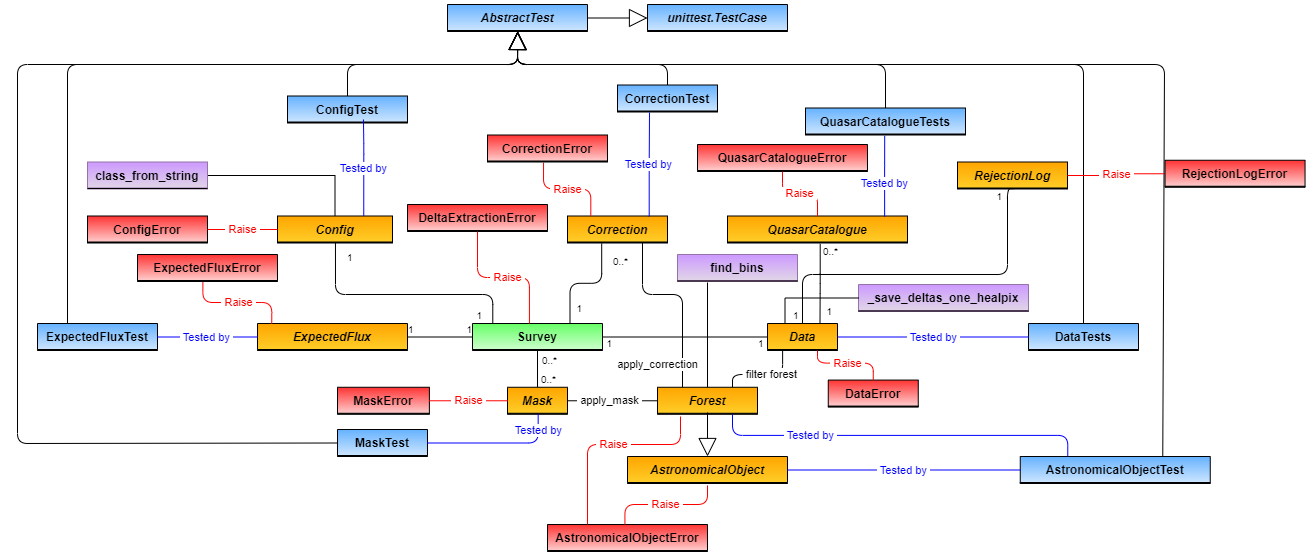 AbstractTest
unittest.TestCase
ConfigTest
CorrectionTest
QuasarCatalogueTests
class_from_string
Tested by
CorrectionError
Tested by
QuasarCatalogueError
Tested by
RejectionLog
Raise
RejectionLogError
Raise
Raise
1
ConfigError
Raise
Config
DeltaExtractionError
Correction
QuasarCatalogue
1
0..*
0..*
ExpectedFluxError
Raise
find_bins
Raise
_save_deltas_one_healpix
1
1
1
1
ExpectedFluxTest
Tested by
ExpectedFlux
1
1
Survey
1
1
Data
Tested by
DataTests
0..*
apply_correction
Raise
0..*
filter forest
MaskError
Raise
Mask
apply_mask
Forest
DataError
MaskTest
Tested by
Raise
Tested by
AstronomicalObject
Tested by
AstronomicalObjectTest
Raise
AstronomicalObjectError